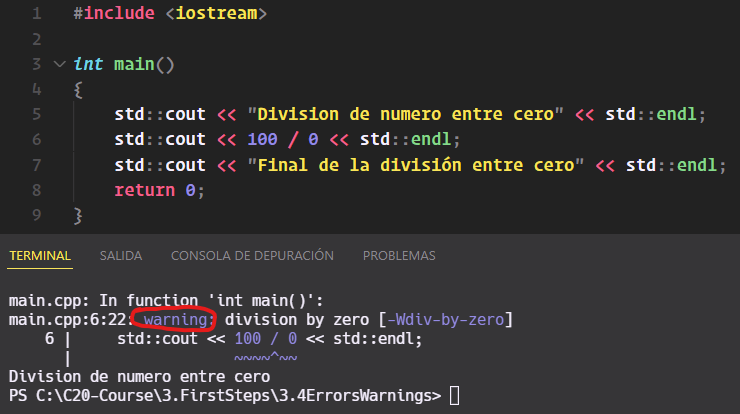 1 #include <iostream>
2
3 int main()
4 {
5 std::cout << "Division de numero entre cero" << std::endl;
6 std::cout << 100 / 0 << std::endl;
7 std::cout << "Final de la división entre cero" << std::endl;
8 return 0;
9 }
TERMINAL SALIDA CONSOLA DE DEPURACIÓN PROBLEMAS
main.cpp: In function 'int main()':
main.cpp:6:22: warning: division by zero [-Wdiv-by-zero]
6 | std::cout << 100 / 0 << std::endl;
| ~~~~^~~
Division de numero entre cero
PS C:\C20-Course\3.FirstSteps\3.4ErrorsWarnings>